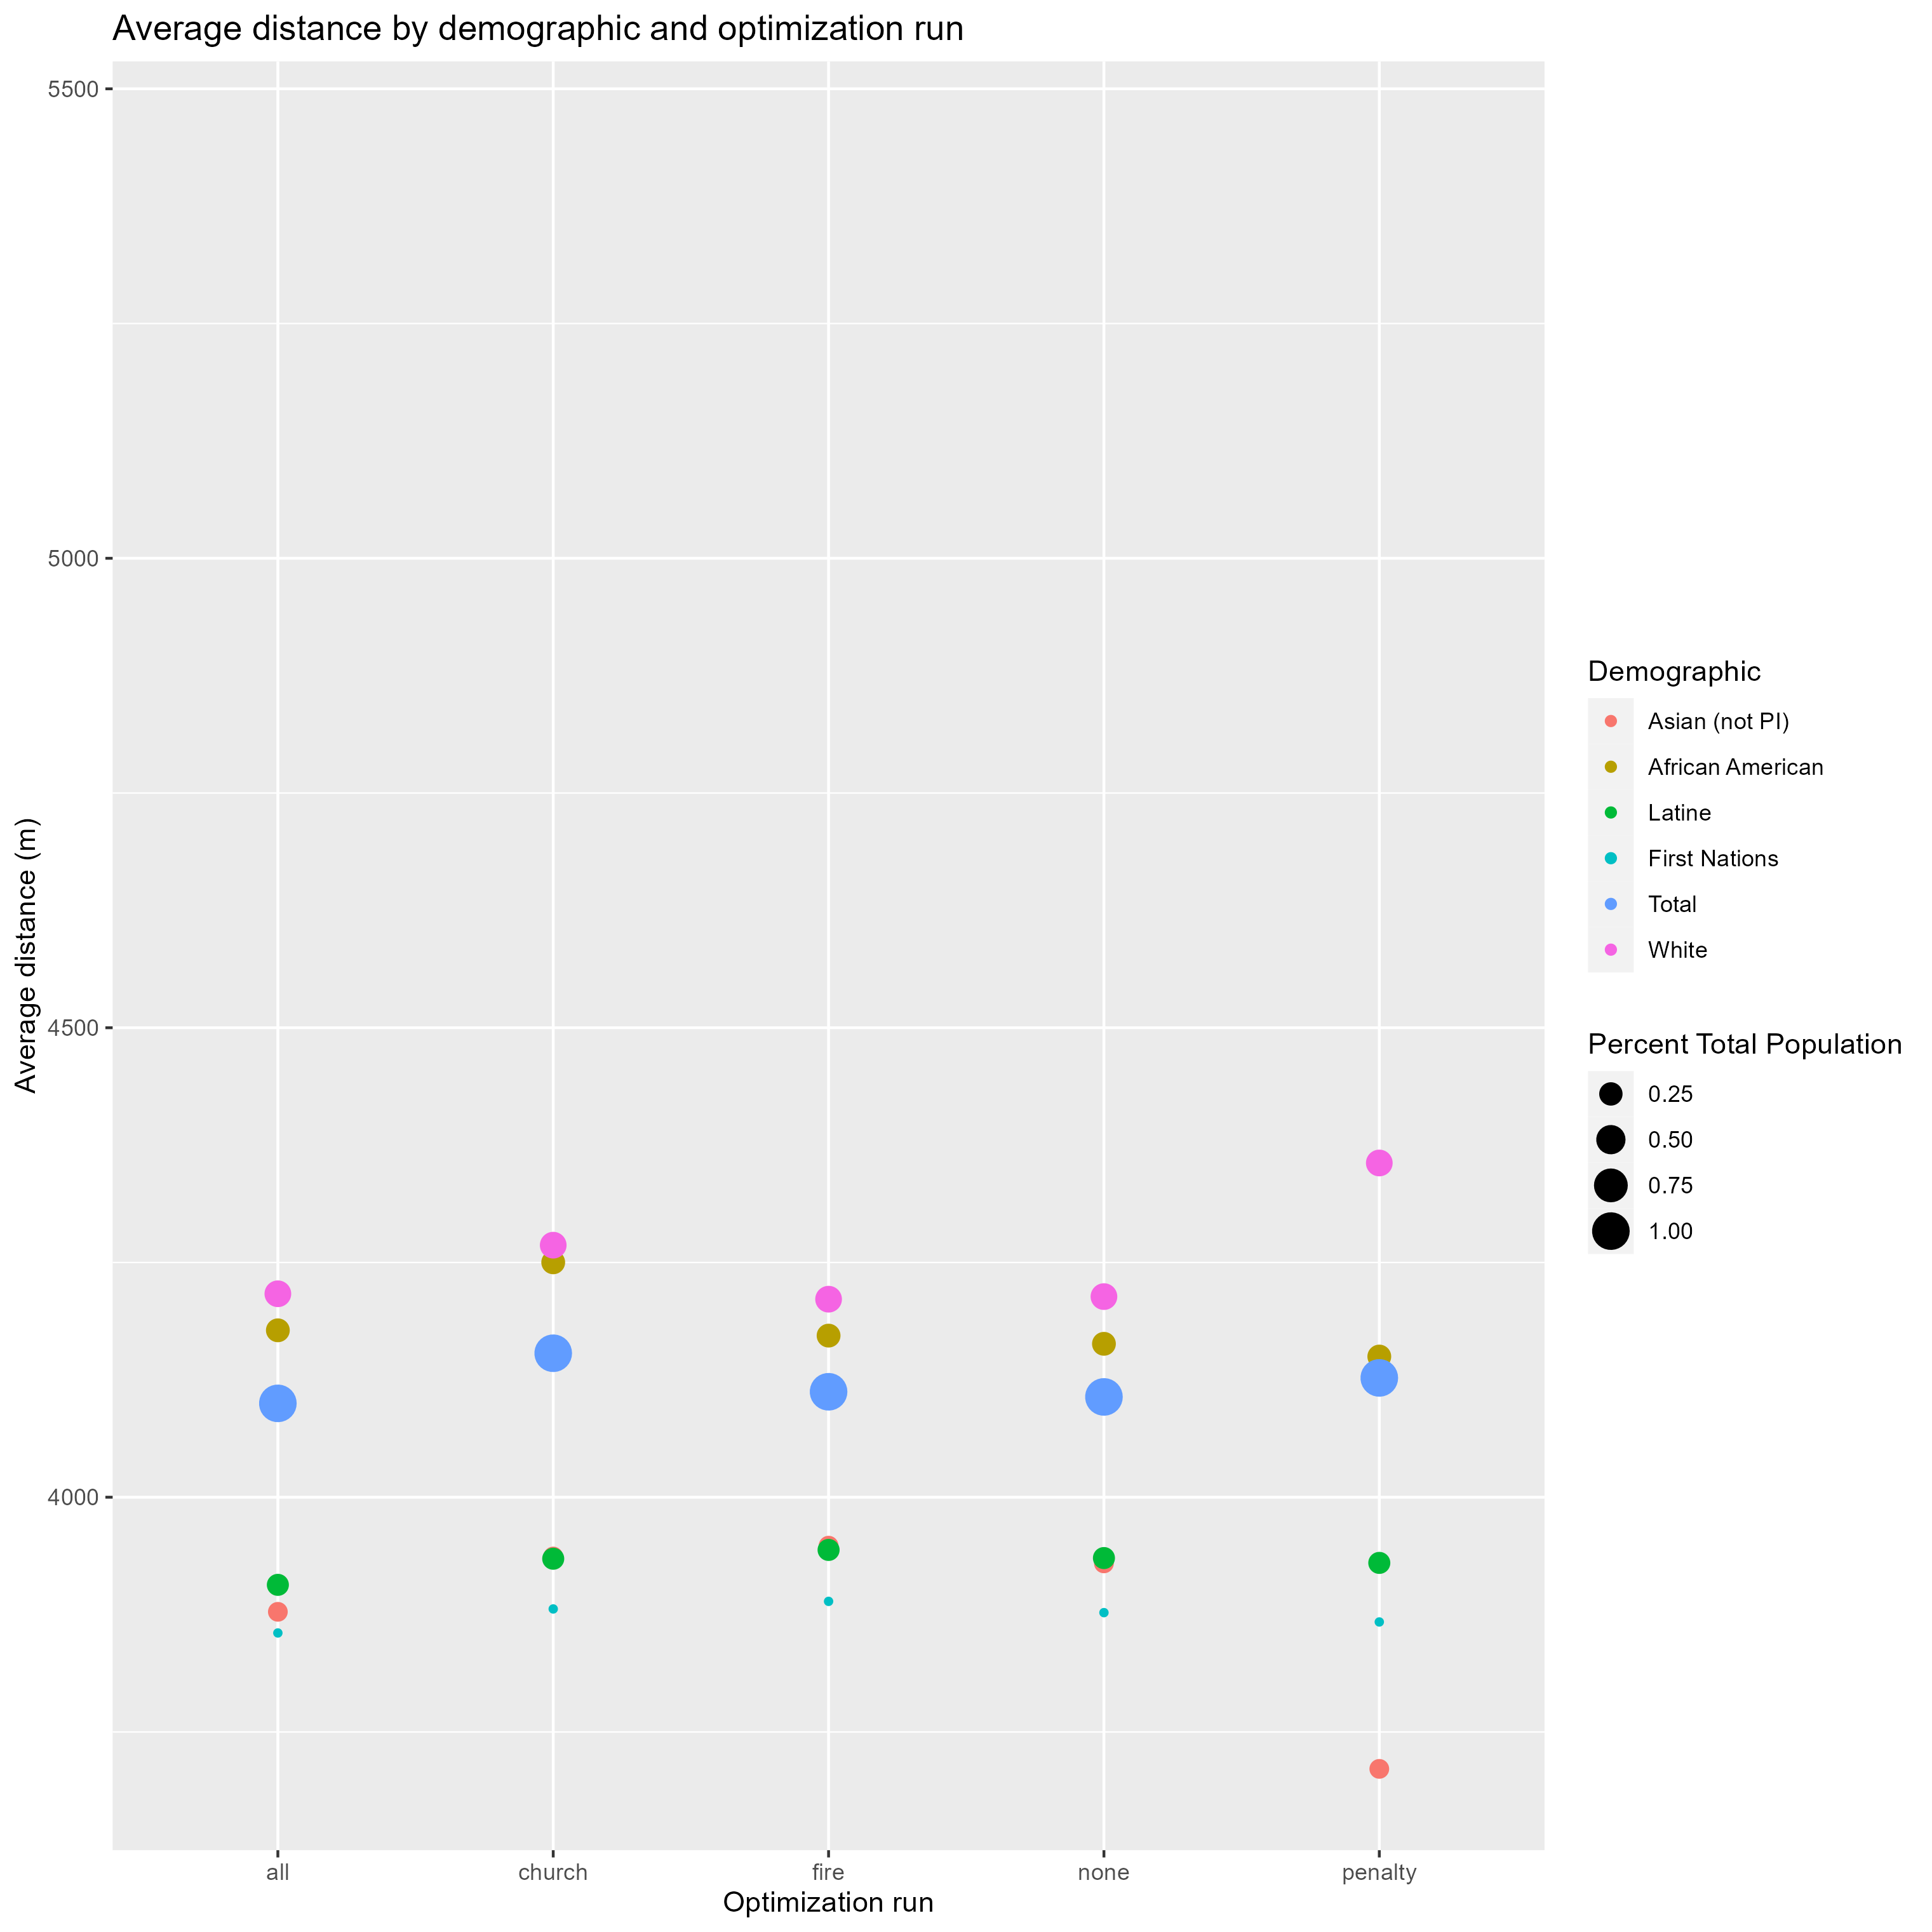 Average distance by demographic and optimization run
5500
5000
4500
4000
Average distance (m)
all
church
fire
none
penalty
Optimization run
Demographic
Asian (not PI)
African American
Latine
First Nations
Total
White
Percent Total Population
0.25
0.50
0.75
1.00